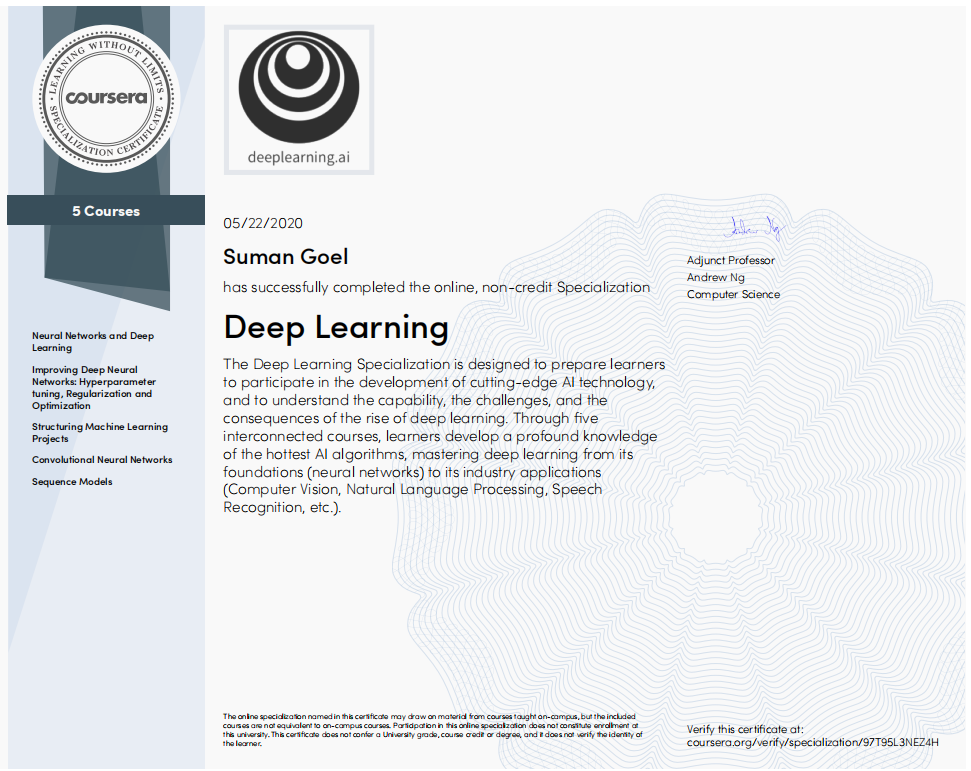 LEARNING WITHOUT LIMITS
coursera
SPECIALIZATION CERTIFICATE
5 Courses
Neural Networks and Deep
Learning
Improving Deep Neural
Networks: Hyperparameter
tuning, Regularization and
Optimization
Structuring Machine Learning
Projects
Convolutional Neural Networks
Sequence Models
deeplearning.ai
05/22/2020
Suman Goel
has successfully completed the online, non-credit Specialization
Deep Learning
The Deep Learning Specialization is designed to prepare learners
to participate in the development of cutting-edge AI technology,
and to understand the capability, the challenges, and the
consequences of the rise of deep learning. Through five
interconnected courses, learners develop a profound knowledge
of the hottest AI algorithms, mastering deep learning from its
foundations (neural networks) to its industry applications
(Computer Vision, Natural Language Processing, Speech
Recognition, etc.).
Andrew Ng
Adjunct Professor
Andrew Ng
Computer Science
The online specialization named in this certificate may draw on material from courses taught on-campus, but the included
courses are not equivalent to on-campus courses. Participation in this online specialization does not constitute enrollment at
this university. This certificate does not confer a University grade, course credit or degree, and it does not verify the identity of
the learner.
Verify this certificate at:
coursera.org/verify/specialization/97T95L3NEZ4H